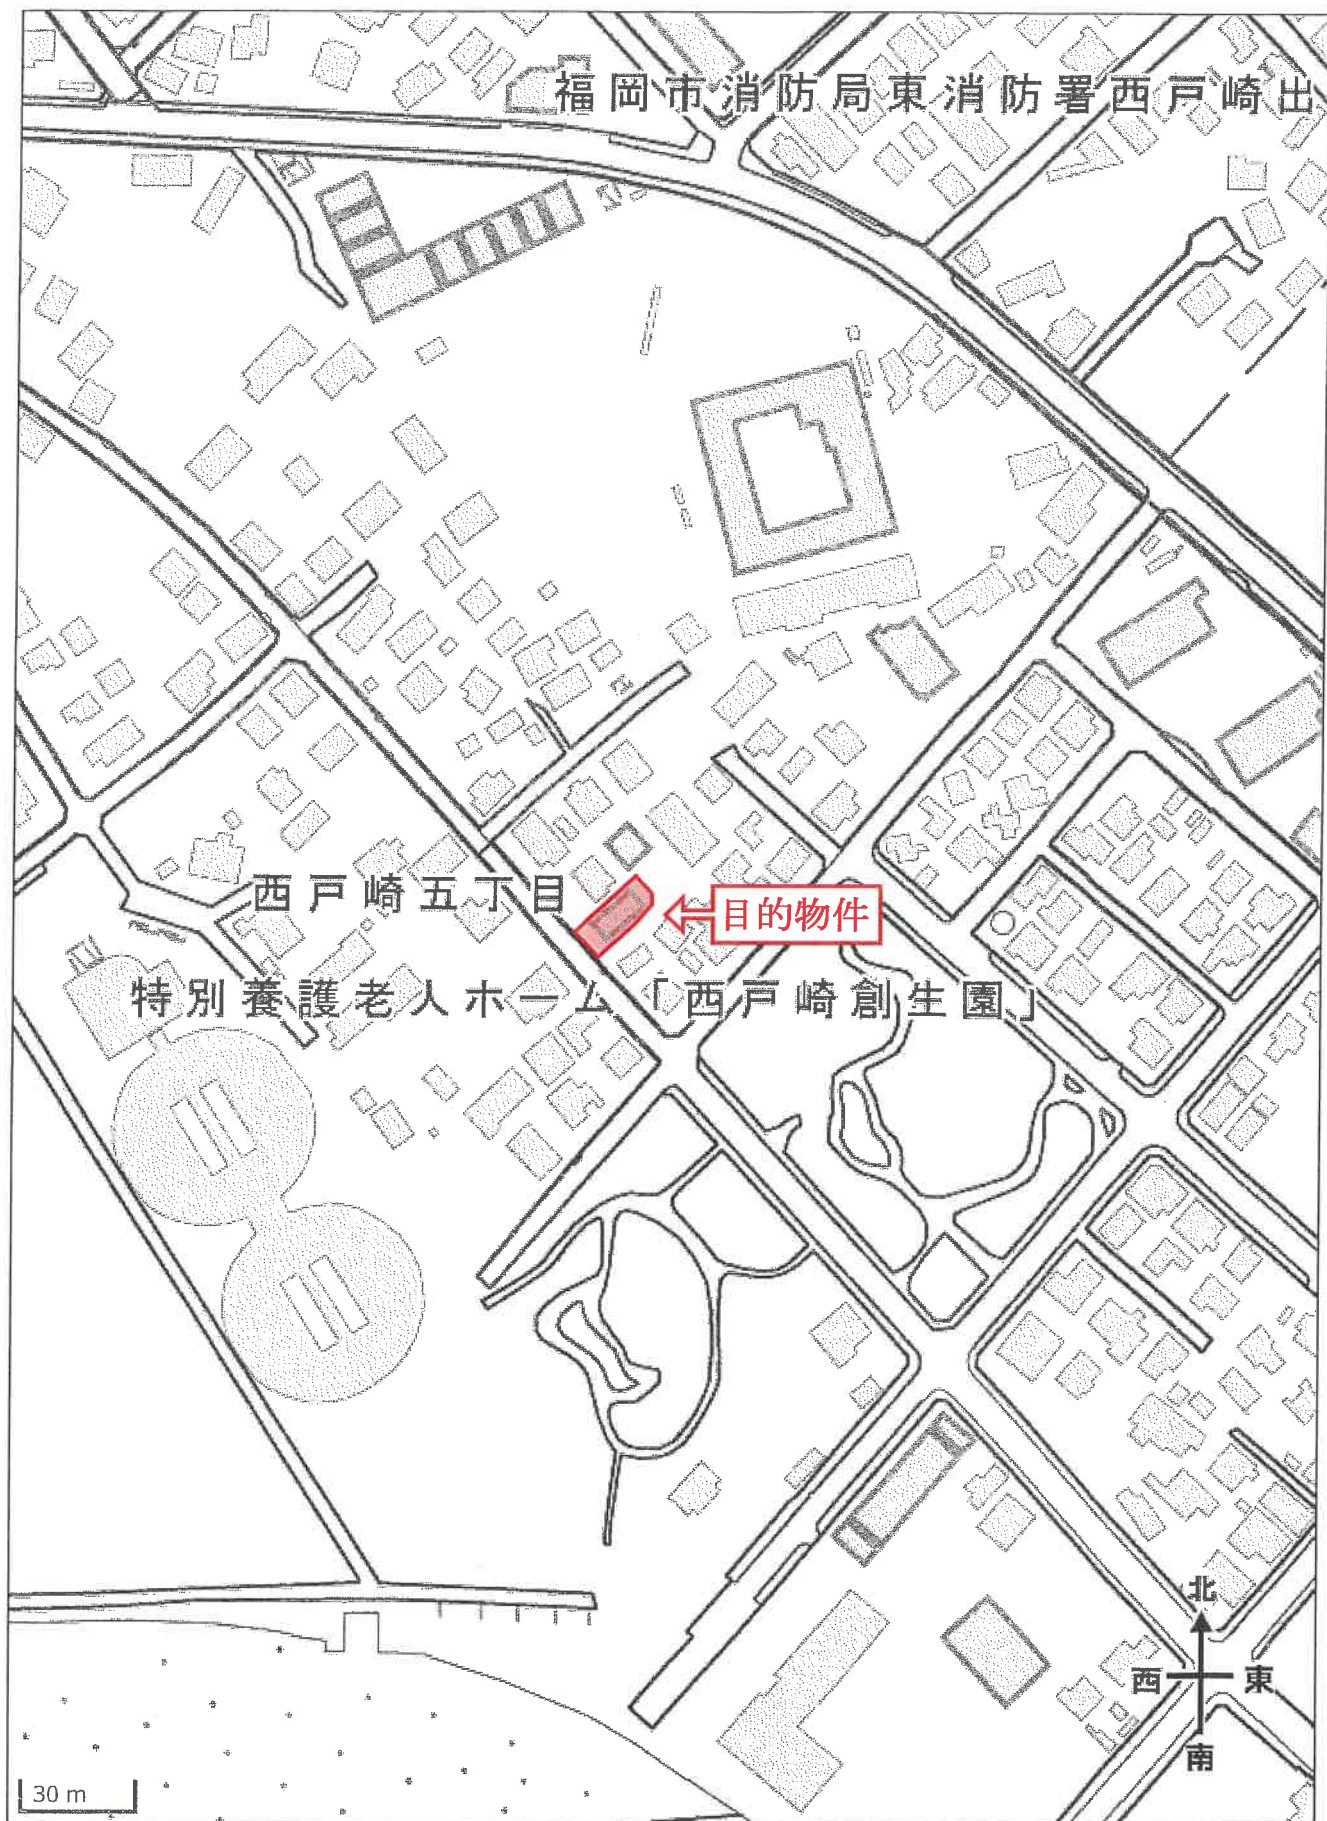 福岡市消防局東消防署西戸崎出
西戸崎五丁目
目的物件
特別養護老人ホーム「西戸崎創生園」
北
西
東
南
30 m